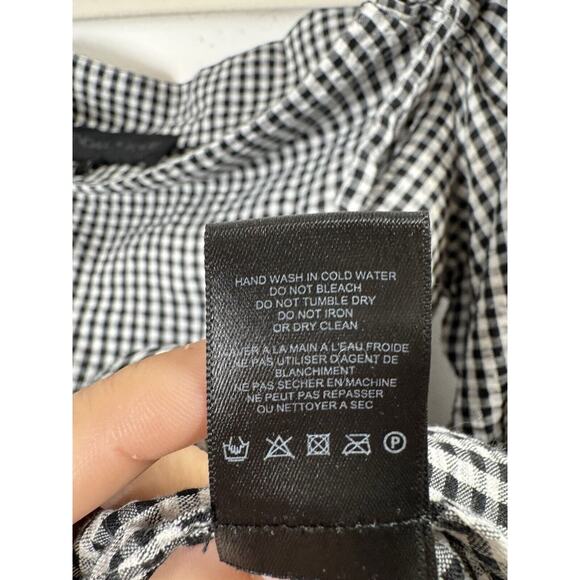 HAND WASH IN COLD WATER
DO NOT BLEACH
DO NOT TUMBLE DRY
DO NOT IRON
OR DRY CLEAN
À LA MAIN A L'EAU FROIDE
NE PAS UTILISER D'AGENT DE
BLANCHIMENT
NE PAS SECHER EN MACHINE
NE PEUT PAS REPASSER
OU NETTOYER A SEC
P